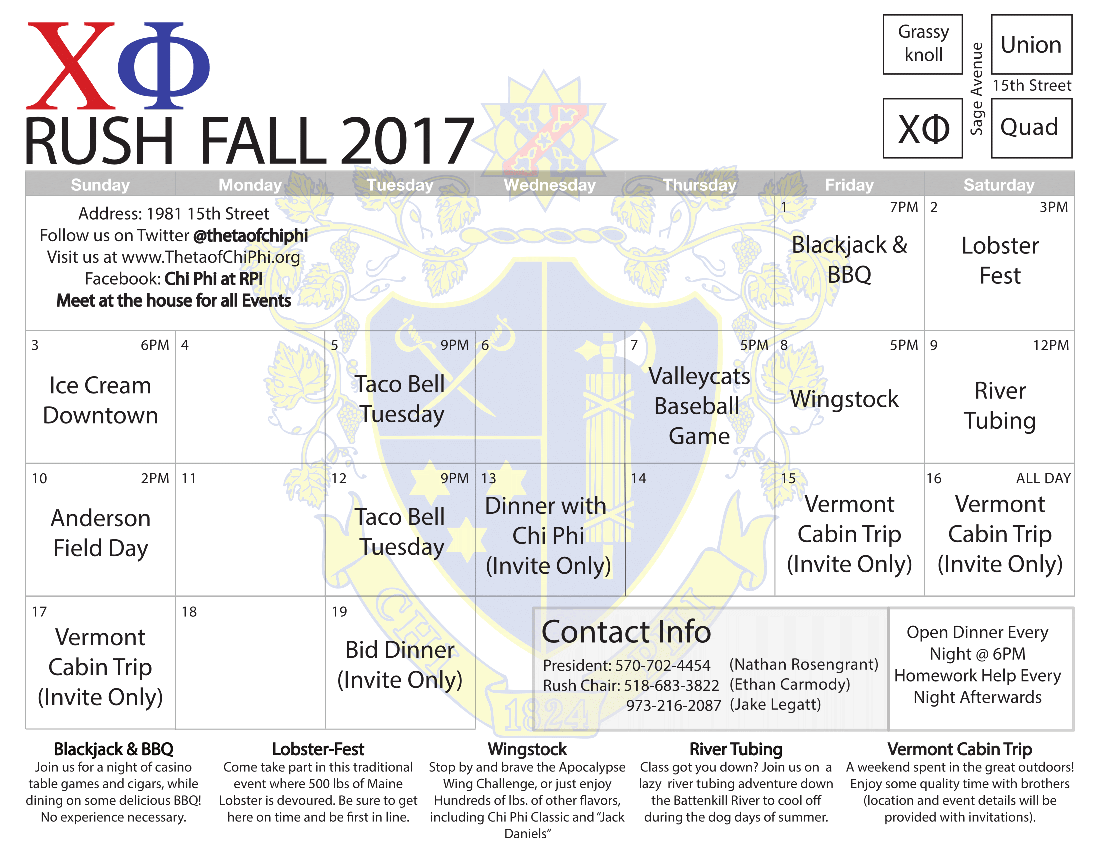 ΧΦ
RUSH FALL 2017
Grassy
knoll
Sage Avenue
Union
15th Street
ΧΦ
Quad
Sunday Monday Tuesday Wednesday Thursday Friday Saturday
Address: 1981 15th Street
Follow us on Twitter @thetaofchiphi
Visit us at www.ThetaofChiPhi.org
Facebook: Chi Phi at RPI
Meet at the house for all Events
1 7PM
Blackjack &
BBQ
2 3PM
Lobster
Fest
3 6PM
Ice Cream
Downtown
4
5 9PM
Taco Bell
Tuesday
6
7 5PM
Valleycats
Baseball
Game
8 5PM
Wingstock
9 12PM
River
Tubing
10 2PM
Anderson
Field Day
11
12 9PM
Taco Bell
Tuesday
13
Dinner with
Chi Phi
(Invite Only)
14
15
Vermont
Cabin Trip
(Invite Only)
16 ALL DAY
Vermont
Cabin Trip
(Invite Only)
17
Vermont
Cabin Trip
(Invite Only)
18
19
Bid Dinner
(Invite Only)
CHI PHI
1824
Contact Info
President: 570-702-4454 (Nathan Rosengrant)
Rush Chair: 518-683-3822 (Ethan Carmody)
973-216-2087 (Jake Legatt)
Open Dinner Every
Night @ 6PM
Homework Help Every
Night Afterwards
Blackjack & BBQ
Join us for a night of casino
table games and cigars, while
dining on some delicious BBQ!
No experience necessary.
Lobster-Fest
Come take part in this traditional
event where 500 lbs of Maine
Lobster is devoured. Be sure to get
here on time and be first in line.
Wingstock
Stop by and brave the Apocalypse
Wing Challenge, or just enjoy
Hundreds of lbs. of other flavors,
including Chi Phi Classic and "Jack
Daniels"
River Tubing
Class got you down? Join us on a
lazy river tubing adventure down
the Battenkill River to cool off
during the dog days of summer.
Vermont Cabin Trip
A weekend spent in the great outdoors!
Enjoy some quality time with brothers
(location and event details will be
provided with invitations).